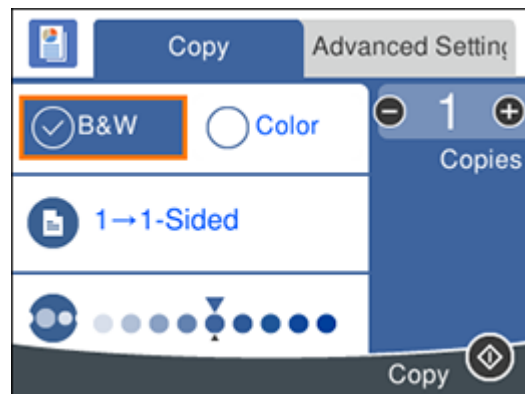 Copy
Advanced Setting
B&W
Color
1
Copies
1→1-Sided
Copy